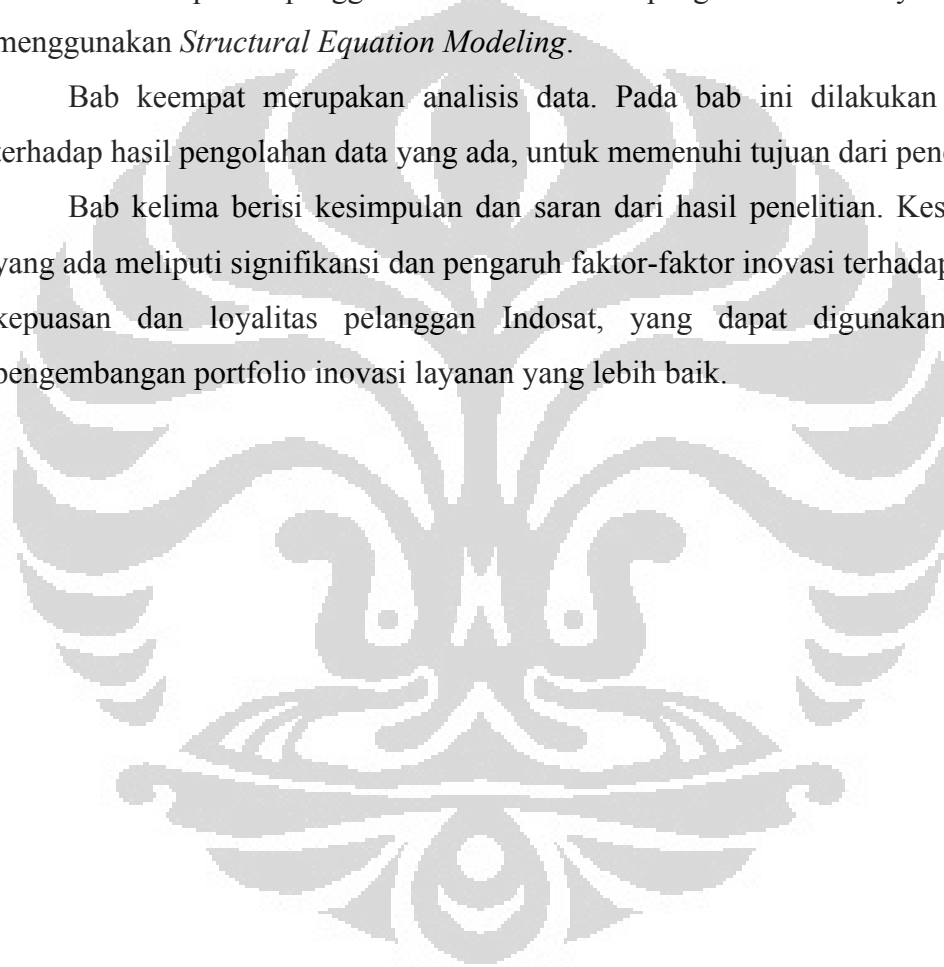 menggunakan Structural Equation Modeling.
Bab keempat merupakan analisis data. Pada bab ini dilakukan
terhadap hasil pengolahan data yang ada, untuk memenuhi tujuan dari
Bab kelima berisi kesimpulan dan saran dari hasil penelitian.
yang ada meliputi signifikansi dan pengaruh faktor-faktor inovasi terhadap
kepuasan dan loyalitas pelanggan Indosat, yang dapat digunakan
pengembangan portfolio inovasi layanan yang lebih baik.